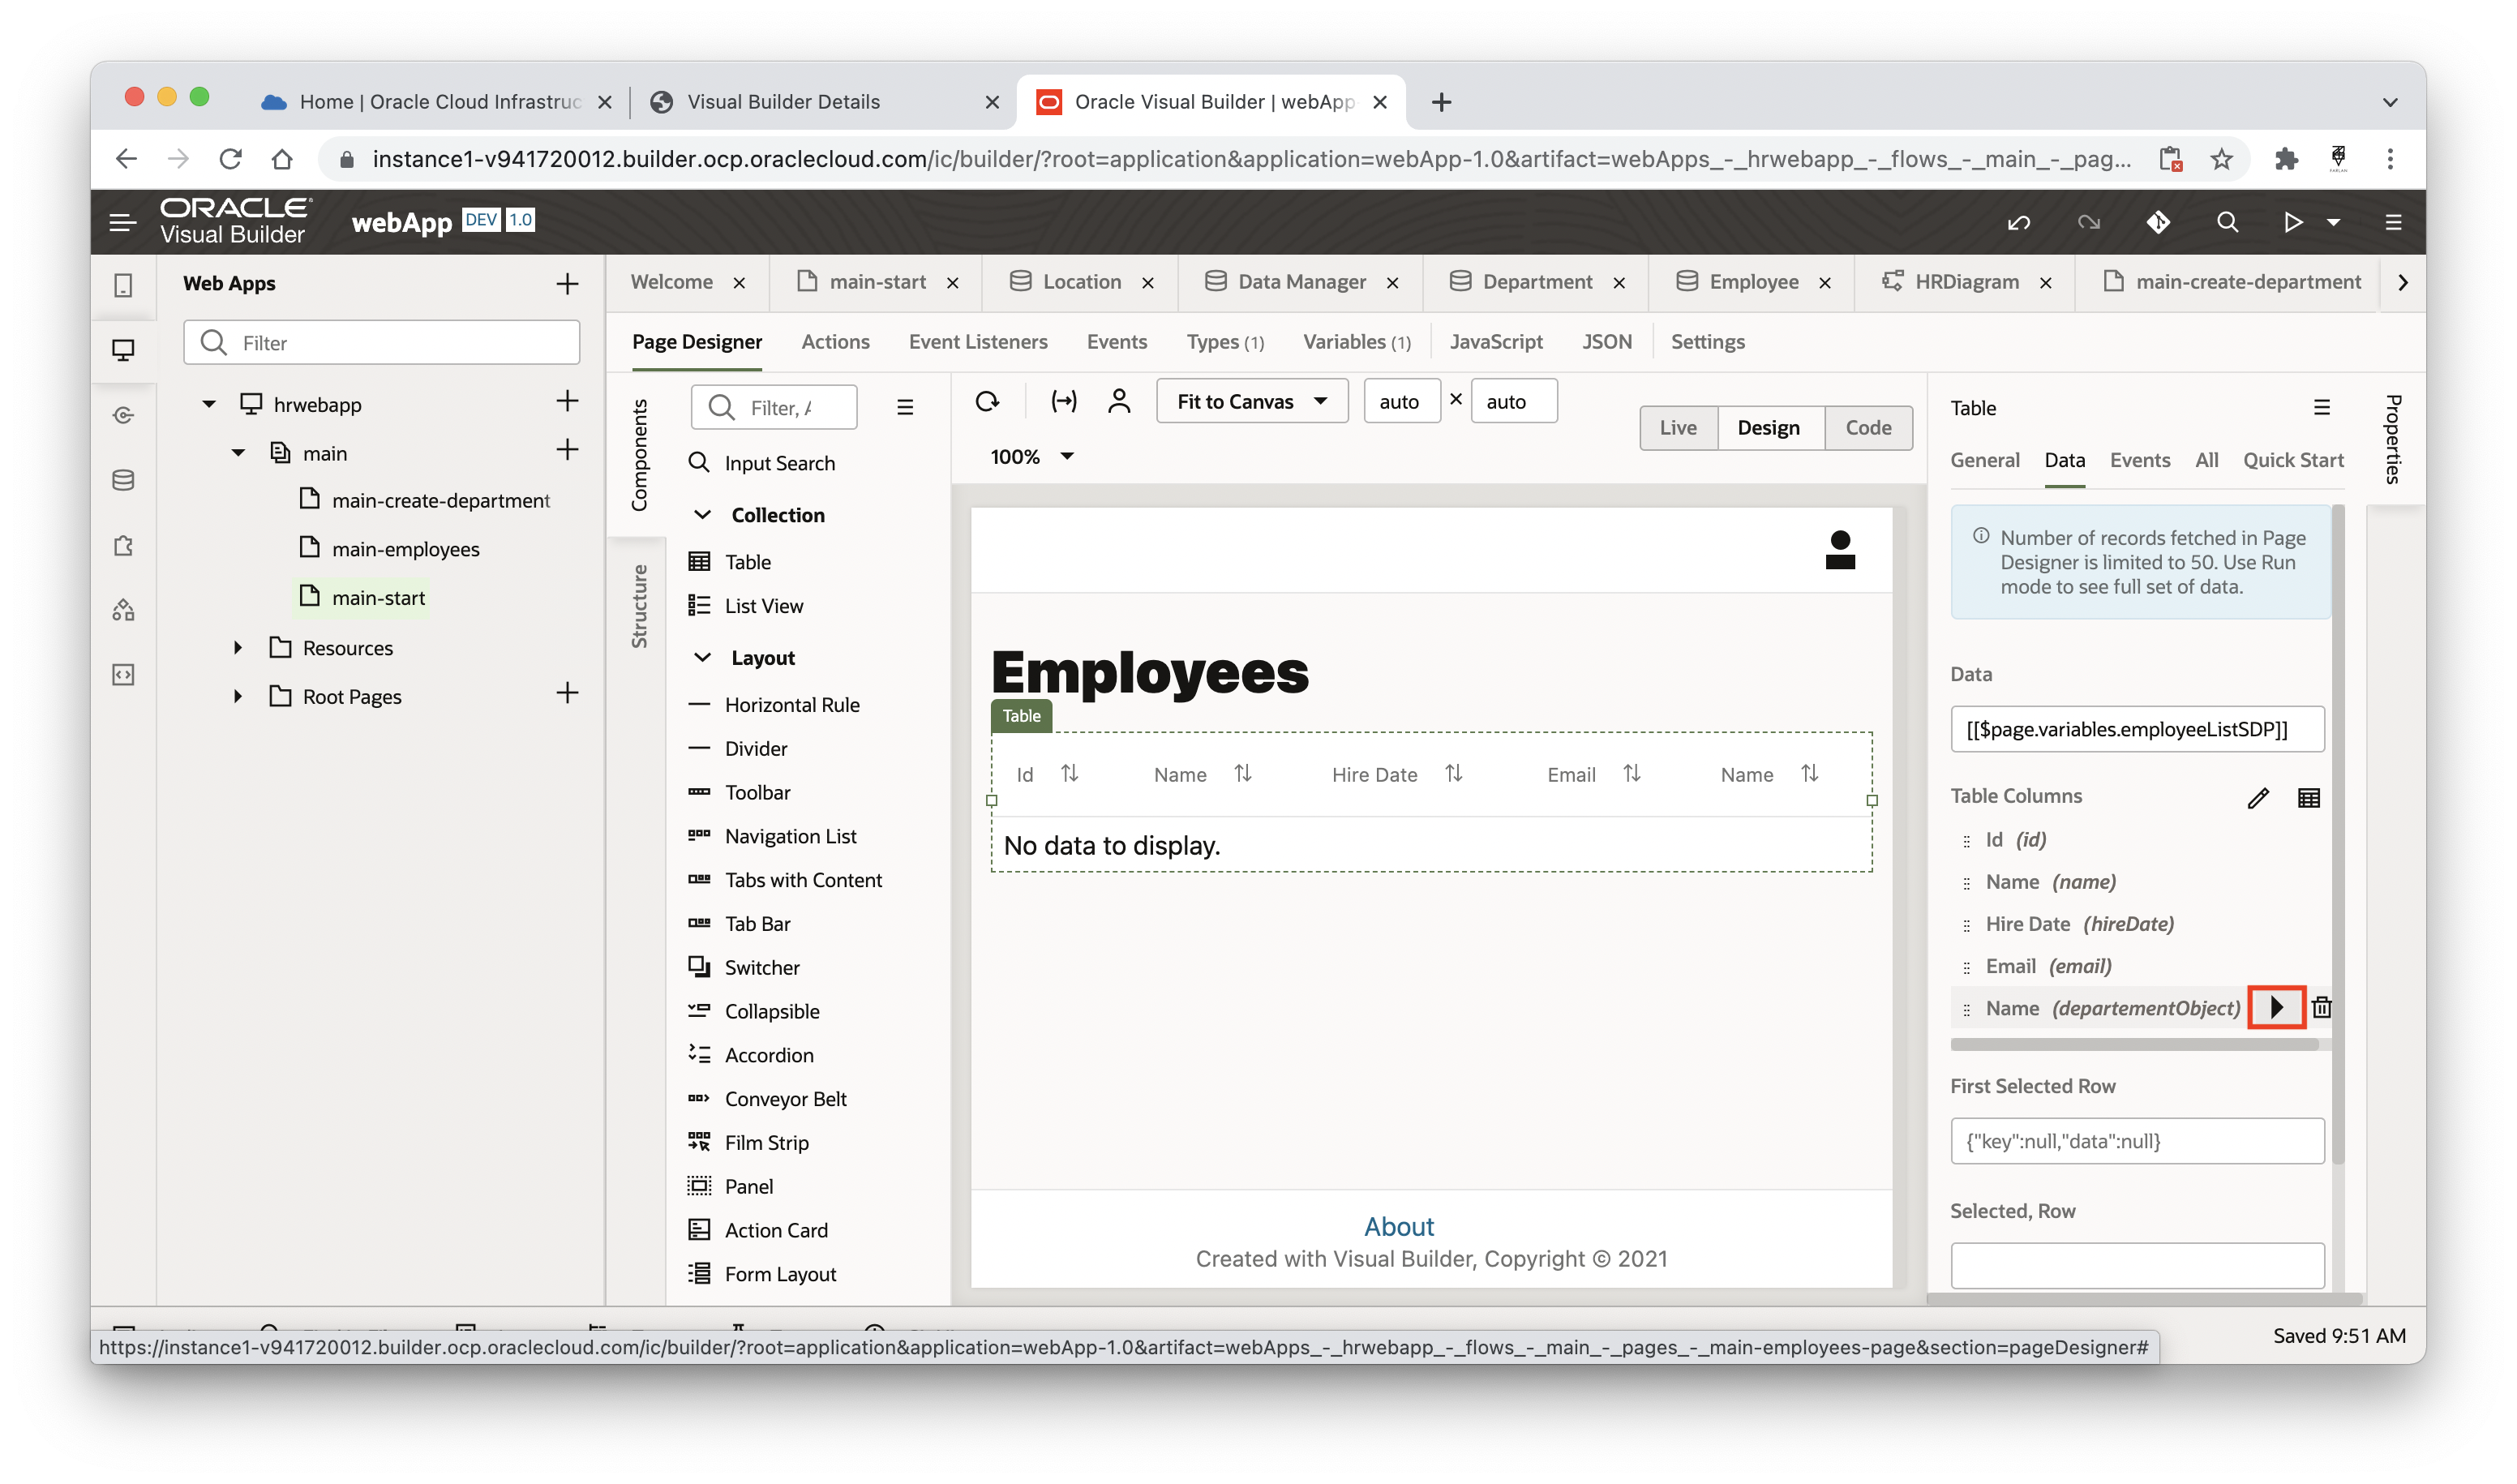 Home | Oracle Cloud Infrastruc
Visual Builder Details
Oracle Visual Builder | webApp
instance1-v941720012.builder.ocp.oraclecloud.com/ic/builder/?root=application&application=webApp-1.0&artifact=webApps_-_hrwebapp_-_flows_-_main_-_pag...
ORACLE
Visual Builder
webApp DEV 1.0
Web Apps
Filter
hrwebapp
main
main-create-department
main-employees
main-start
Resources
Root Pages
Welcome
main-start
Location
Data Manager
Department
Employee
HRDiagram
main-create-department
Page Designer
Actions
Event Listeners
Events
Types (1)
Variables (1)
JavaScript
JSON
Settings
Components
Structure
Filter, A
Input Search
Collection
Table
List View
Layout
Horizontal Rule
Divider
Toolbar
Navigation List
Tabs with Content
Tab Bar
Switcher
Collapsible
Accordion
Conveyor Belt
Film Strip
Panel
Action Card
Form Layout
Fit to Canvas
auto × auto
100%
Live
Design
Code
Employees
Table
Id
Name
Hire Date
Email
Name
No data to display.
About
Created with Visual Builder, Copyright © 2021
Table
General
Data
Events
All
Quick Start
Properties
Number of records fetched in Page
Designer is limited to 50. Use Run
mode to see full set of data.
Data
[[$page.variables.employeeListSDP]]
Table Columns
Id (id)
Name (name)
Hire Date (hireDate)
Email (email)
Name (departementObject)
First Selected Row
{"key":null,"data":null}
Selected, Row
https://instance1-v941720012.builder.ocp.oraclecloud.com/ic/builder/?root=application&application=webApp-1.0&artifact=webApps_-_hrwebapp_-_flows_-_main_-_pages_-_main-employees-page&section=pageDesigner#
Saved 9:51 AM